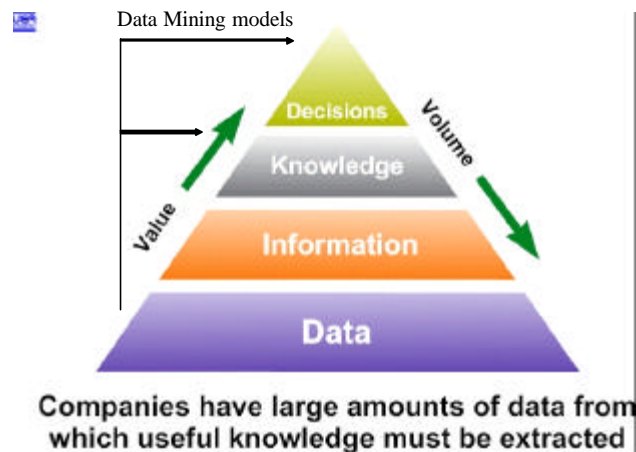 Data Mining models
Decisions
Volume
Knowledge
Value
Information
Data
Companies have large amounts of data from
which useful knowledge must be extracted